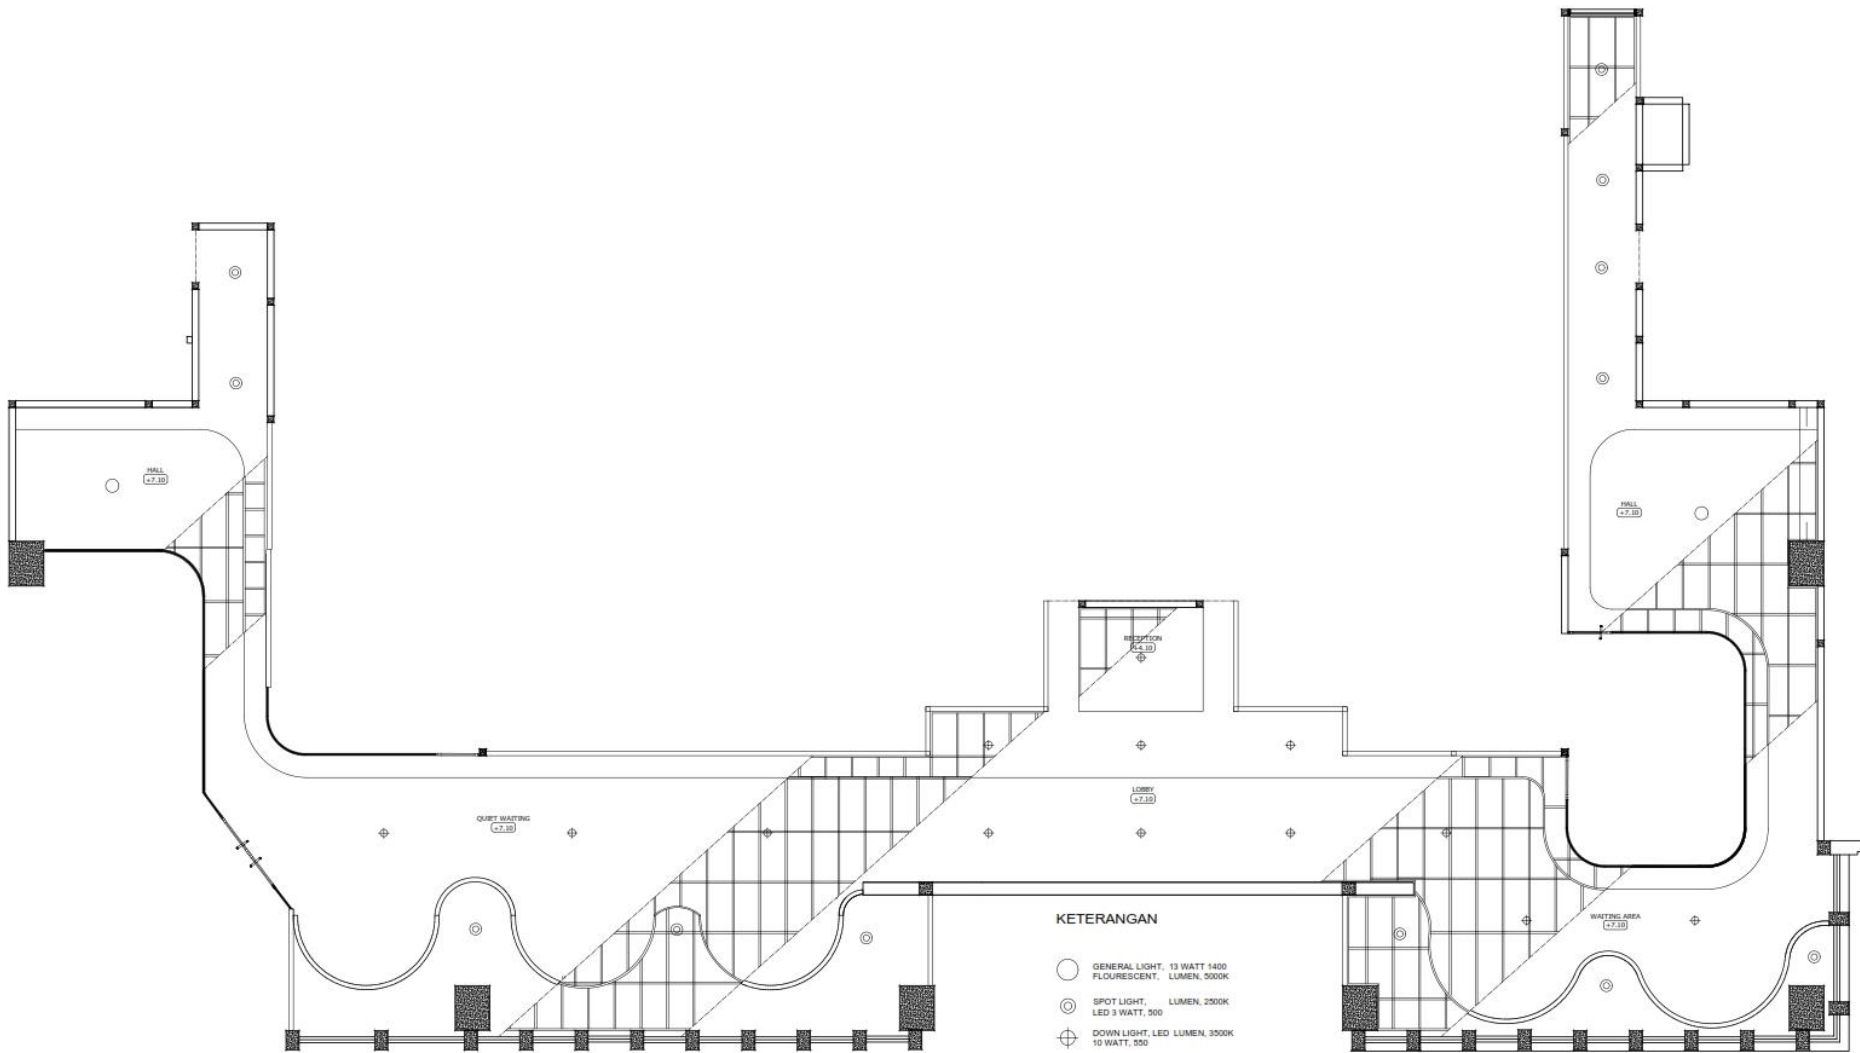 HALL
+7.10
HALL
+7.10
RECEPTION
+4.10
LOBBY
+7.10
QUIET WAITING
+7.10
WAITING AREA
+7.10
KETERANGAN
GENERAL LIGHT, 13 WATT 1400
FLOURESCENT, LUMEN, 5000K
SPOT LIGHT, LUMEN, 2500K
LED 3 WATT, 500
DOWN LIGHT, LED LUMEN, 3500K
10 WATT, 550